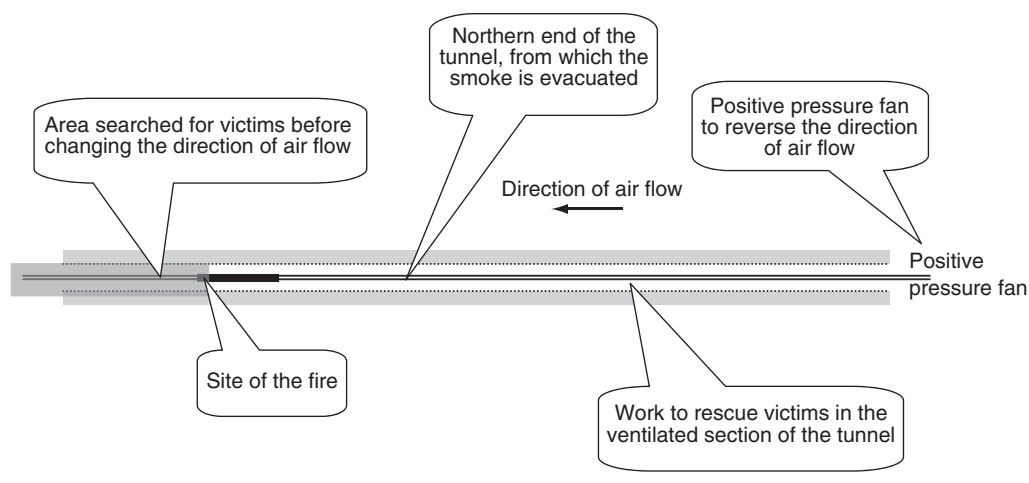 Northern end of the
tunnel, from which the
smoke is evacuated
Area searched for victims before
changing the direction of air flow
Positive pressure fan
to reverse the direction
of air flow
Direction of air flow
Positive
pressure fan
Site of the fire
Work to rescue victims in the
ventilated section of the tunnel